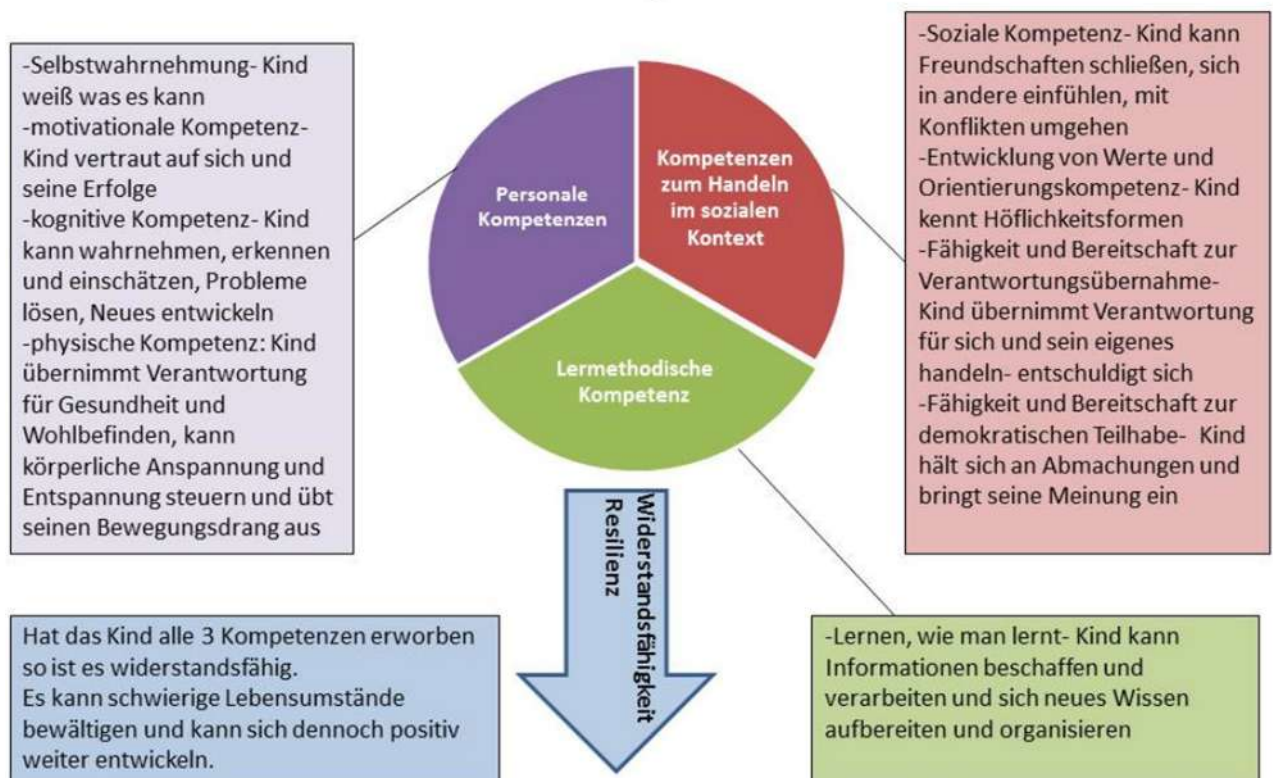 -Selbstwahrnehmung- Kind
weiß was es kann
-motivationale Kompetenz-
Kind vertraut auf sich und
seine Erfolge
-kognitive Kompetenz- Kind
kann wahrnehmen, erkennen
und einschätzen, Probleme
lösen, Neues entwickeln
-physische Kompetenz: Kind
übernimmt Verantwortung
für Gesundheit und
Wohlbefinden, kann
körperliche Anspannung und
Entspannung steuern und übt
seinen Bewegungsdrang aus
Personale
Kompetenzen
Kompetenzen
zum Handeln
im sozialen
Kontext
Lermethodische
Kompetenz
-Soziale Kompetenz- Kind kann
Freundschaften schließen, sich
in andere einfühlen, mit
Konflikten umgehen
-Entwicklung von Werte und
Orientierungskompetenz- Kind
kennt Höflichkeitsformen
-Fähigkeit und Bereitschaft zur
Verantwortungsübernahme-
Kind übernimmt Verantwortung
für sich und sein eigenes
handeln- entschuldigt sich
-Fähigkeit und Bereitschaft zur
demokratischen Teilhabe- Kind
hält sich an Abmachungen und
bringt seine Meinung ein
Widerstandsfähigkeit
Resilienz
Hat das Kind alle 3 Kompetenzen erworben
so ist es widerstandsfähig.
Es kann schwierige Lebensumstände
bewältigen und kann sich dennoch positiv
weiter entwickeln.
-Lernen, wie man lernt- Kind kann
Informationen beschaffen und
verarbeiten und sich neues Wissen
aufbereiten und organisieren